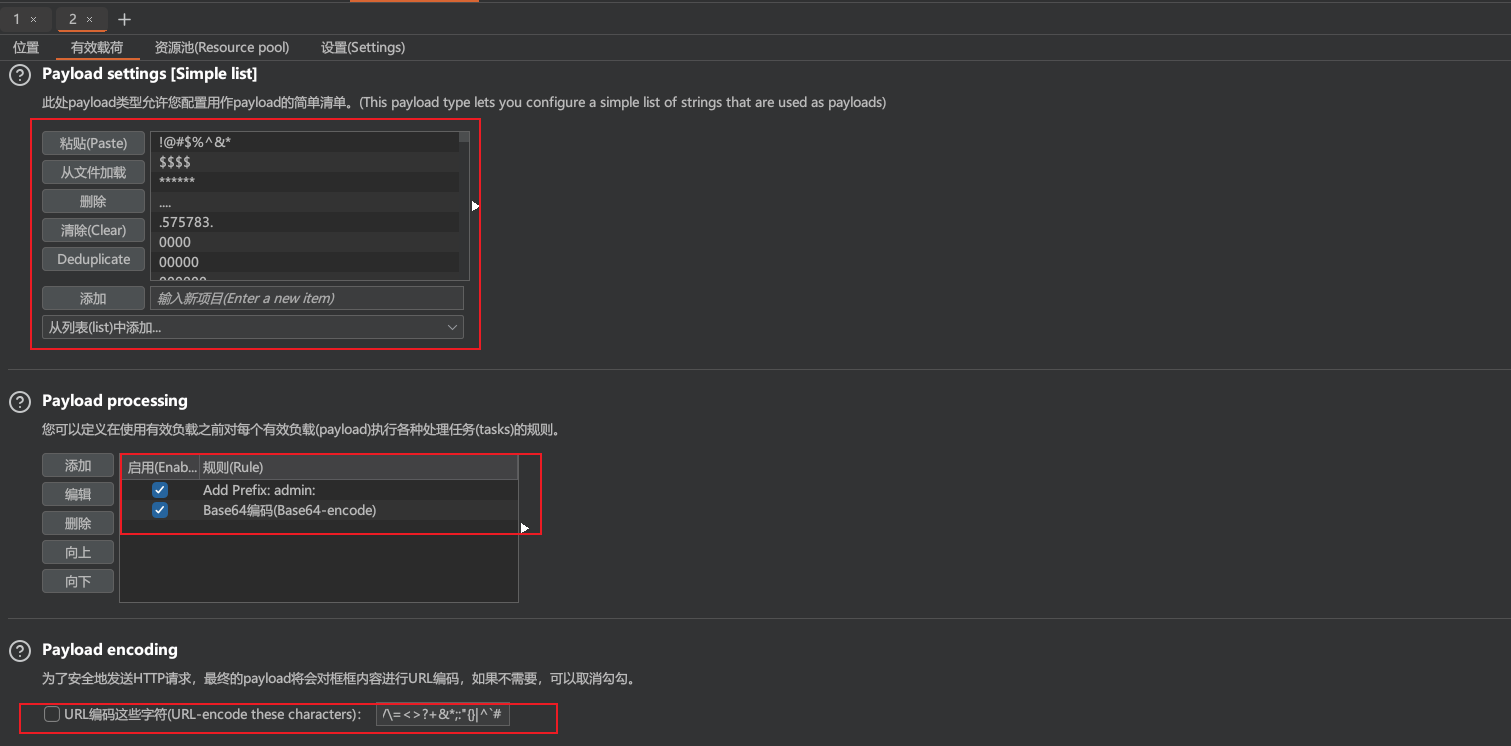 1 × 2 × +
位置 有效载荷 资源池(Resource pool) 设置(Settings)
? Payload settings [Simple list]
此处payload类型允许您配置用作payload的简单清单。(This payload type lets you configure a simple list of strings that are used as payloads)
粘贴(Paste) !@#$%^&*
$$$$
从文件加载 ******
删除 ....
.575783.
清除(Clear) 0000
Deduplicate 00000
添加 输入新项目(Enter a new item)
从列表(list)中添加...
? Payload processing
您可以定义在使用有效负载之前对每个有效负载(payload)执行各种处理任务(tasks)的规则。
添加 启用(Enab... 规则(Rule)
编辑 Add Prefix: admin:
Base64编码(Base64-encode)
删除
向上
向下
? Payload encoding
为了安全地发送HTTP请求，最终的payload将会对框框内容进行URL编码，如果不需要，可以取消勾勾。
URL编码这些字符(URL-encode these characters)： /\=<>?+&*;:"{}|^`#